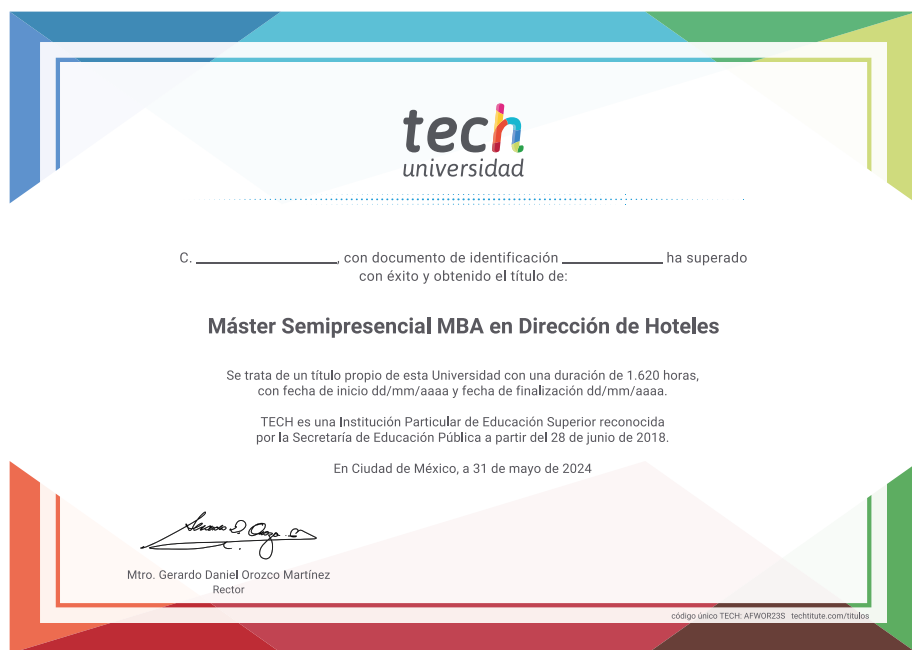 tech
universidad
C. ____________________, con documento de identificación ______________ ha superado
con éxito y obtenido el título de:
Máster Semipresencial MBA en Dirección de Hoteles
Se trata de un título propio de esta Universidad con una duración de 1.620 horas,
con fecha de inicio dd/mm/aaaa y fecha de finalización dd/mm/aaaa.
TECH es una Institución Particular de Educación Superior reconocida
por la Secretaría de Educación Pública a partir del 28 de junio de 2018.
En Ciudad de México, a 31 de mayo de 2024
Mtro. Gerardo Daniel Orozco Martínez
Rector
código único TECH: AFWOR23S techtitute.com/titulos